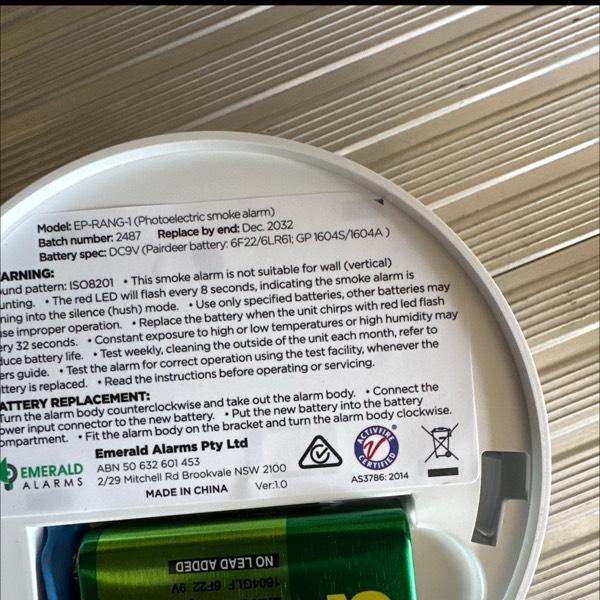 Model: EP-RANG-1 (Photoelectric smoke alarm)
Batch number: 2487 Replace by end: Dec. 2032
Battery spec: DC9V (Pairdeer battery: 6F22/6LR61; GP 1604S/1604A )
ARNING:
und pattern: ISO8201 • This smoke alarm is not suitable for wall (vertical)
unting. • The red LED will flash every 8 seconds, indicating the smoke alarm is
ning into the silence (hush) mode. • Use only specified batteries, other batteries may
se improper operation. • Replace the battery when the unit chirps with red led flash
ry 32 seconds. • Constant exposure to high or low temperatures or high humidity may
uce battery life. • Test weekly, cleaning the outside of the unit each month, refer to
ers guide. • Test the alarm for correct operation using the test facility, whenever the
ttery is replaced. • Read the instructions before operating or servicing.
ATTERY REPLACEMENT:
Turn the alarm body counterclockwise and take out the alarm body. • Connect the
ower input connector to the new battery. • Put the new battery into the battery
ompartment. • Fit the alarm body on the bracket and turn the alarm body clockwise.
Emerald Alarms Pty Ltd
ABN 50 632 601 453
2/29 Mitchell Rd Brookvale NSW 2100
MADE IN CHINA Ver:1.0
EMERALD
ALARMS
ACTIVFIRE
CERTIFIED
AS3786: 2014
NO LEAD ADDED
1604GLF 6F22 9V